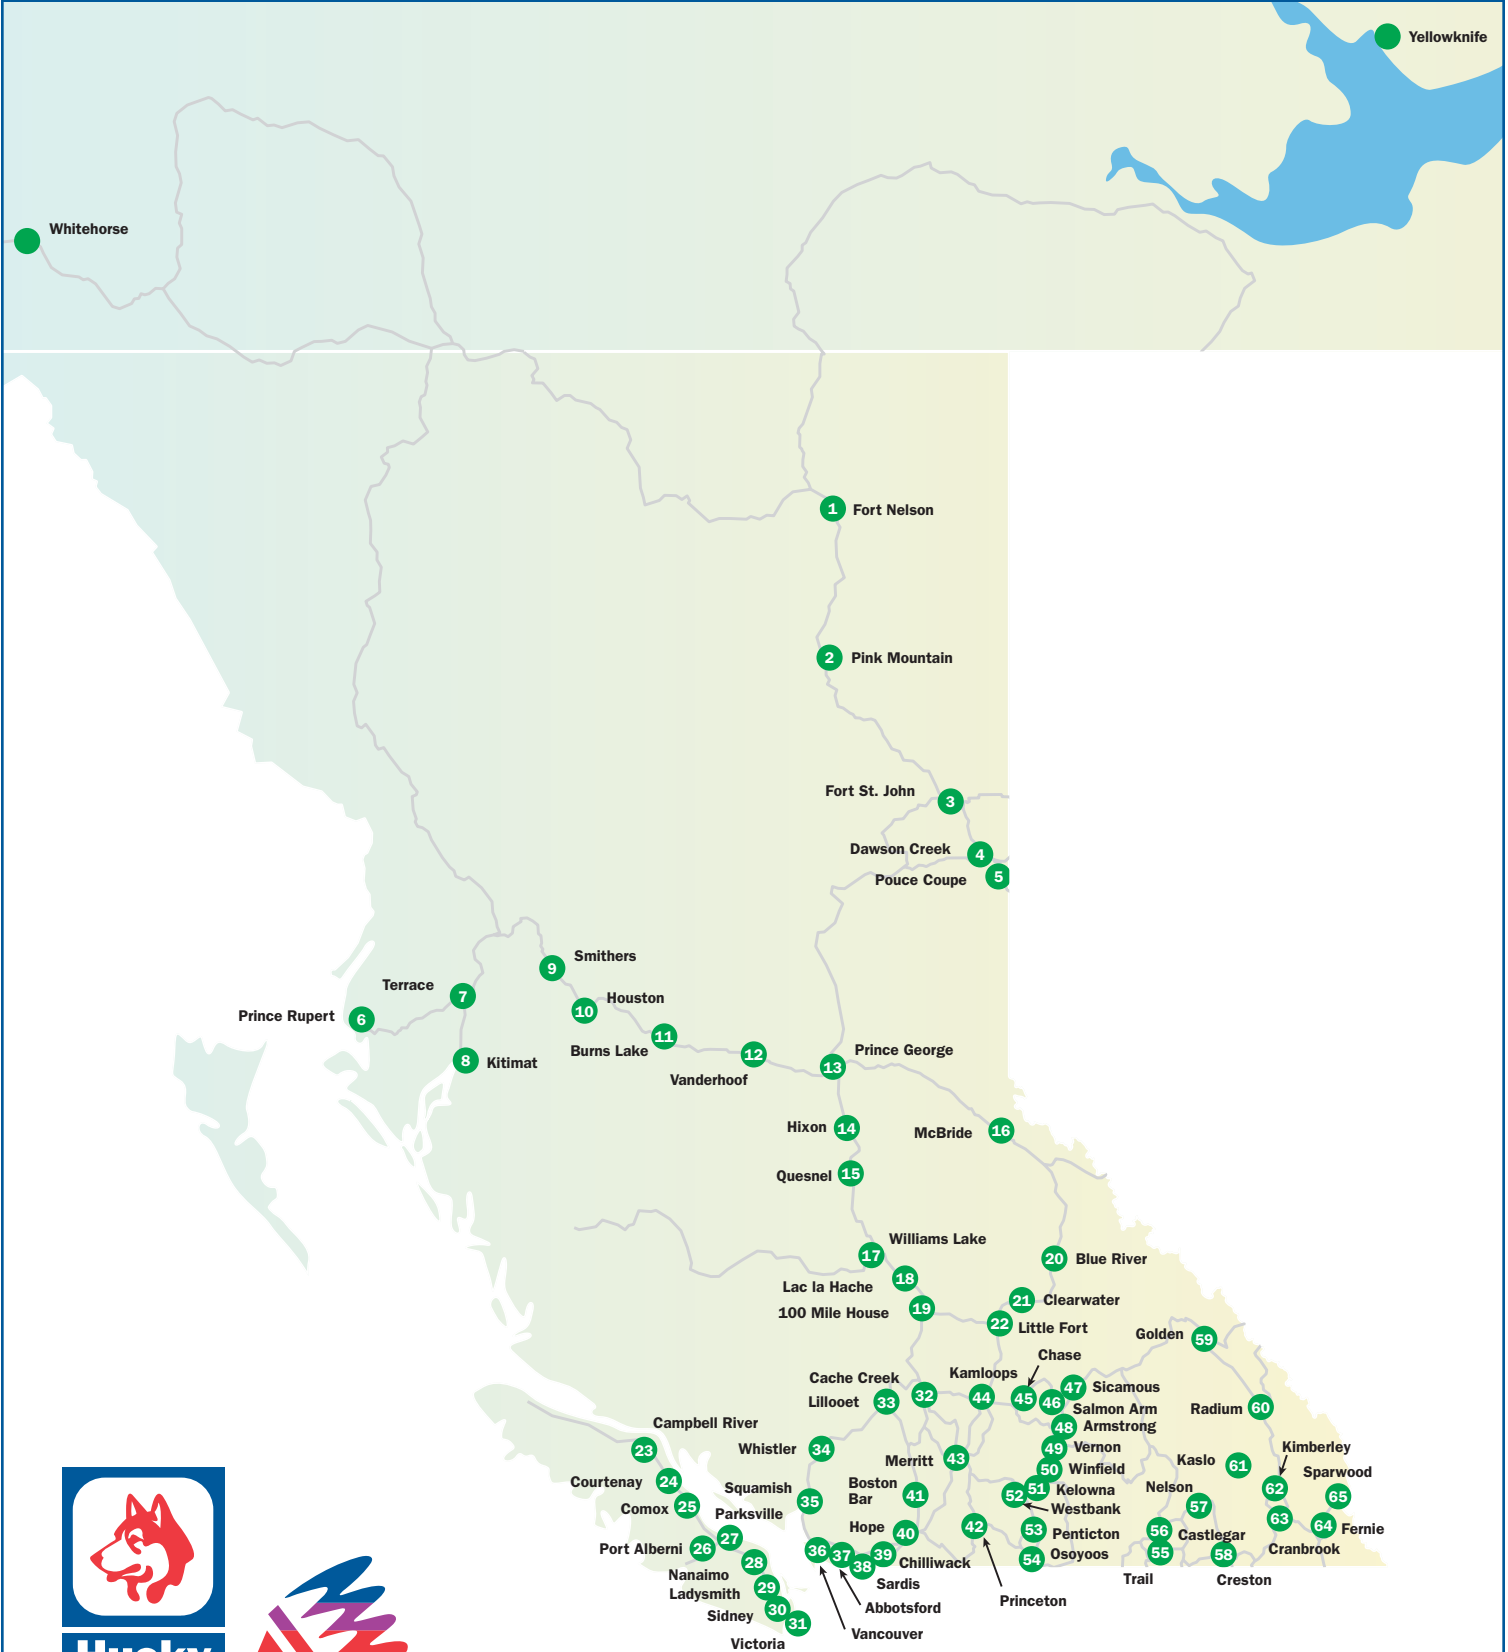 Yellowknife
Whitehorse
1 Fort Nelson
2 Pink Mountain
Fort St. John 3
Dawson Creek 4
Pouce Coupe 5
9 Smithers
Terrace 7
10 Houston
Prince Rupert 6
11
Burns Lake
8 Kitimat
12
Vanderhoof
13 Prince George
Hixon 14
McBride 16
Quesnel 15
17 Williams Lake
20 Blue River
18
Lac la Hache
21 Clearwater
19
100 Mile House
22 Little Fort
Golden 59
Chase
Kamloops
Cache Creek 32
Lillooet 33
44
45
46
47 Sicamous
Salmon Arm
Radium 60
48 Armstrong
Campbell River
23
Whistler 34
49 Vernon
Merritt 43
Kimberley
Kaslo 61
50 Winfield
Sparwood
Courtenay 24
Squamish 35
Boston
Bar 41
52
51 Kelowna
Nelson 57
62
65
Comox 25
Westbank
Parksville
27
Hope 40
42
53 Penticton
56 Castlegar
63
64 Fernie
Port Alberni 26
36
37
38
39 Chilliwack
54 Osoyoos
55
58
Cranbrook
28
Nanaimo
Sardis
Trail
Creston
29
Ladysmith
30
Sidney
Abbotsford
Princeton
31
Victoria
Vancouver
Husky